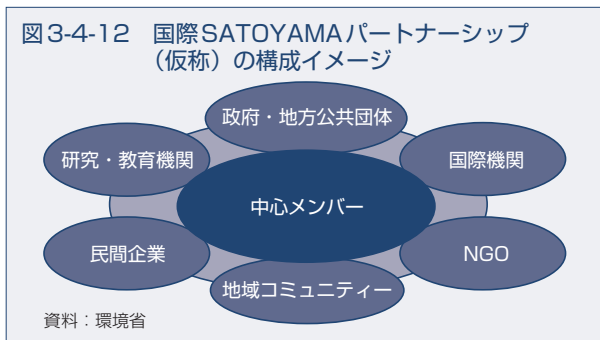 図3-4-12 国際SATOYAMAパートナーシップ
（仮称）の構成イメージ
政府・地方公共団体
研究・教育機関
国際機関
中心メンバー
民間企業
NGO
地域コミュニティー
資料：環境省